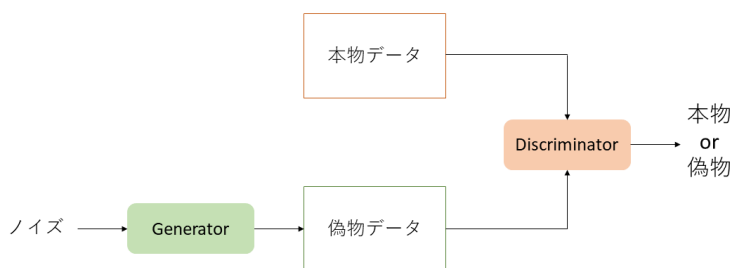 本物データ
Discriminator
本物
or
偽物
ノイズ
Generator
偽物データ